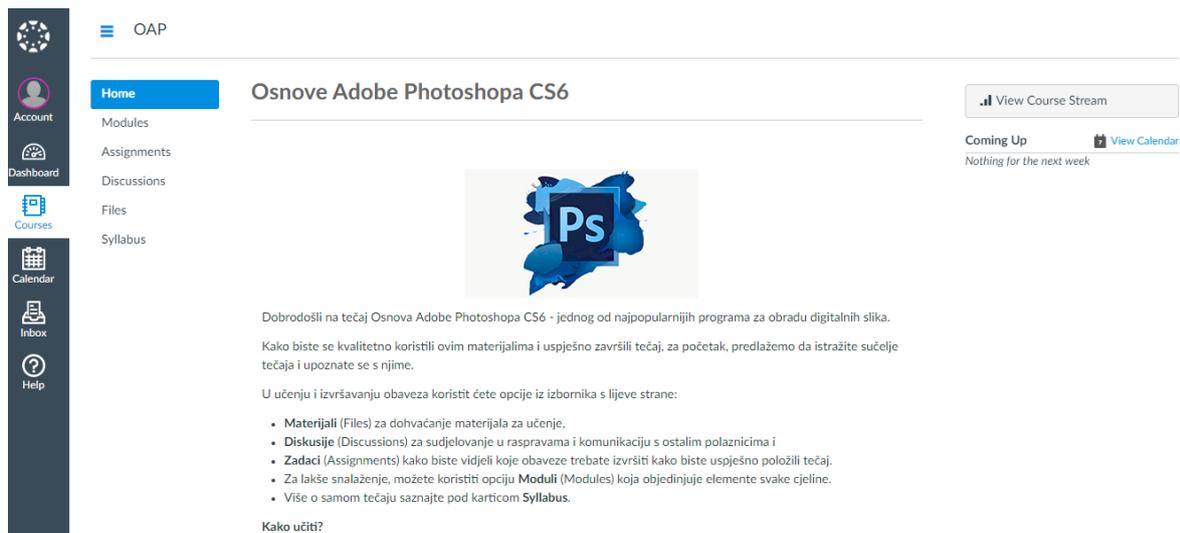 OAP
Account
Dashboard
Courses
Calendar
Inbox
Help
Home
Modules
Assignments
Discussions
Files
Syllabus
Osnove Adobe Photoshopa CS6
Ps
Dobrodošli na tečaj Osnova Adobe Photoshopa CS6 - jednog od najpopularnijih programa za obradu digitalnih slika.
Kako biste se kvalitetno koristili ovim materijalima i uspješno završili tečaj, za početak, predlažemo da istražite sučelje
tečaja i upoznate se s njime.
U učenju i izvršavanju obaveza koristit ćete opcije iz izbornika s lijeve strane:
Materijali (Files) za dohvaćanje materijala za učenje,
Diskusije (Discussions) za sudjelovanje u raspravama i komunikaciju s ostalim polaznicima i
Zadaci (Assignments) kako biste vidjeli koje obaveze trebate izvršiti kako biste uspješno položili tečaj.
Za lakše snalaženje, možete koristiti opciju Moduli (Modules) koja objedinjuje elemente svake cjeline.
Više o samom tečaju saznajte pod karticom Syllabus.
Kako učiti?
View Course Stream
Coming Up
View Calendar
Nothing for the next week